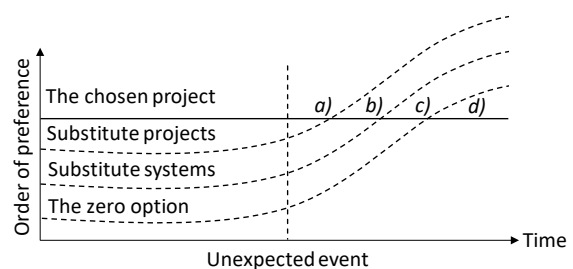 Order of preference
The chosen project
a) b) c) d)
Substitute projects
Substitute systems
The zero option
Time
Unexpected event